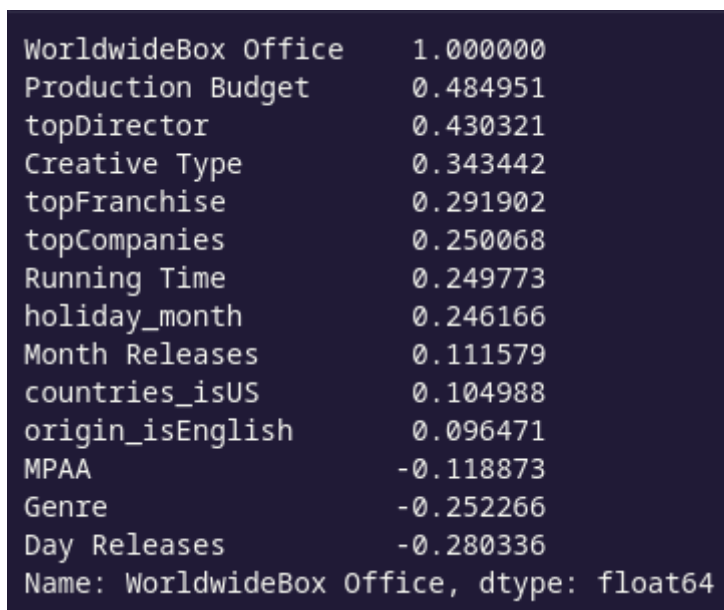 WorldwideBox Office    1.000000
Production Budget      0.484951
topDirector            0.430321
Creative Type          0.343442
topFranchise           0.291902
topCompanies           0.250068
Running Time           0.249773
holiday_month          0.246166
Month Releases         0.111579
countries_isUS         0.104988
origin_isEnglish       0.096471
MPAA                  -0.118873
Genre                 -0.252266
Day Releases          -0.280336
Name: WorldwideBox Office, dtype: float64